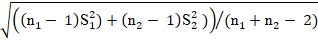 √(((n₁ − 1)S₁²) + (n₂ − 1)S₂² ))/(n₁ + n₂ − 2)